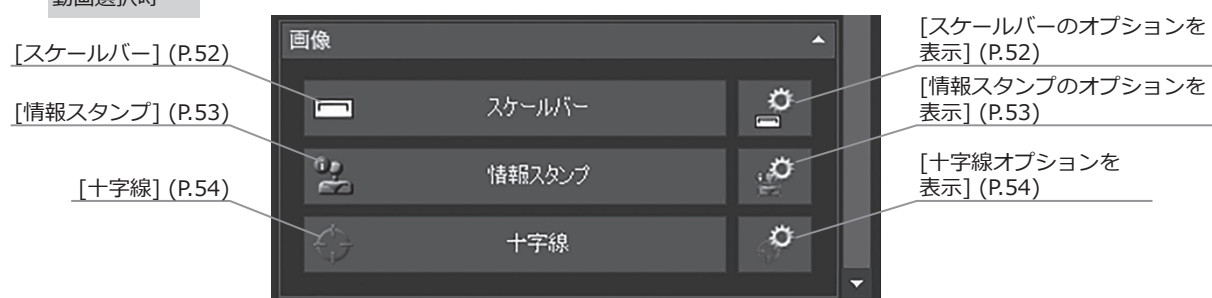 動画選択時
[スケールバー] (P.52)
[情報スタンプ] (P.53)
[十字線] (P.54)
画像
スケールバー
情報スタンプ
十字線
[スケールバーのオプションを
表示] (P.52)
[情報スタンプのオプションを
表示] (P.53)
[十字線オプションを
表示] (P.54)